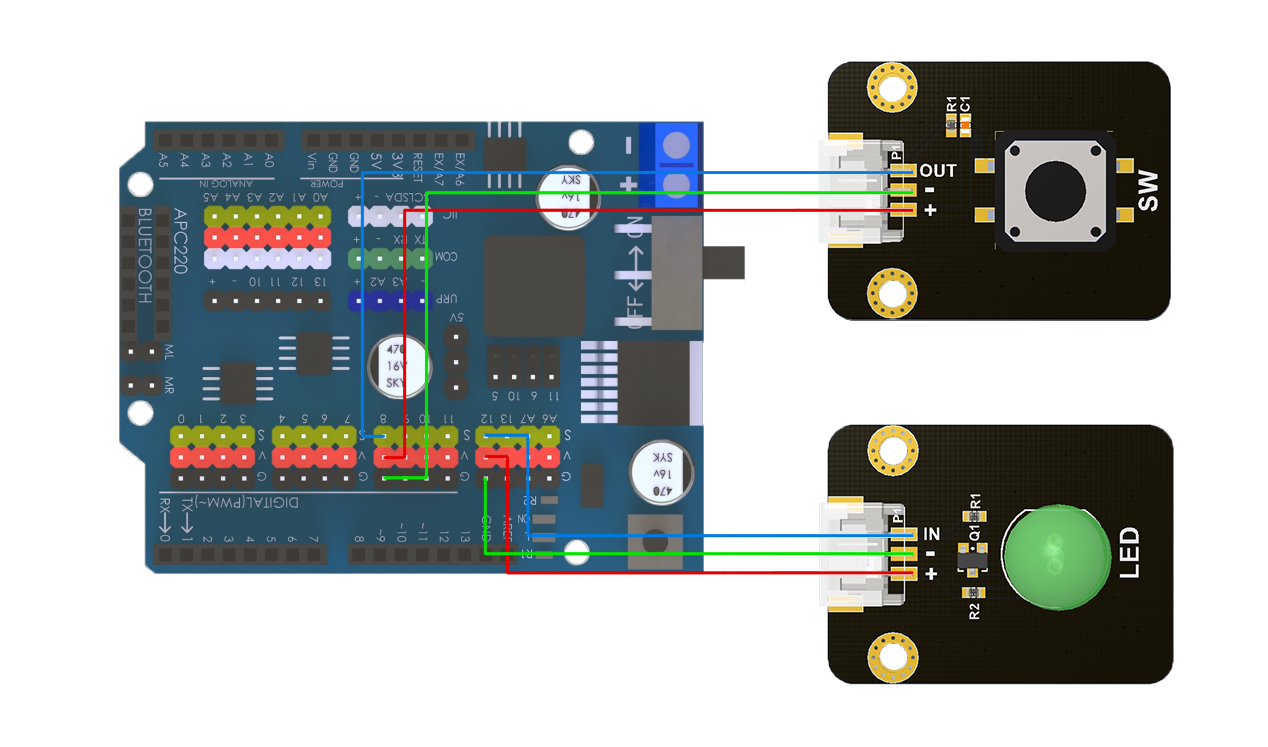 A5 A4 A3 A2 A1 A0
ANALOG IN
Vin GND GND 5V 3V3 RESET EX/A7 EX/A6
POWER
BLUETOOTH
APC220
A5 A4 A3 A2 A1 A0
+ - SDA SCL
IIC
+ - RX TX
COM
+ - 10 11 12 13
+ A2 A3 -
URP
5V
ML
MR
-
+
ON
OFF
SKY
16v
470
470
16V
SKY
5 10 6 11
0 1 2 3
4 5 6 7
8 9 10 11
12 13 A7 A6
S
V
G
S
V
G
S
V
G
DIGITAL(PWM~)
RX→0
TX→1
2 3 4 5 6 7
8 ~9 ~10 ~11 12 13 GND AREF
R2
ON
SYK
16v
470
P1
OUT
-
+
R1
C1
SW
P1
IN
-
+
R1
Q1
R2
LED